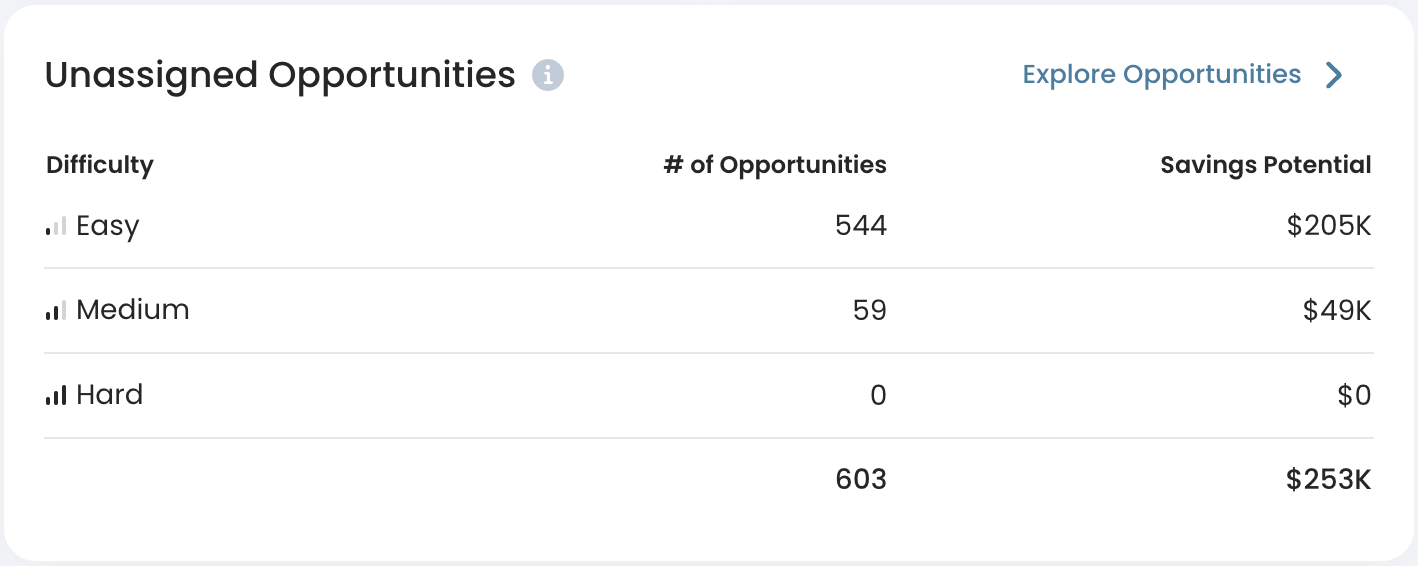 Unassigned Opportunities
Explore Opportunities
Difficulty # of Opportunities Savings Potential
Easy 544 $205K
Medium 59 $49K
Hard 0 $0
603 $253K